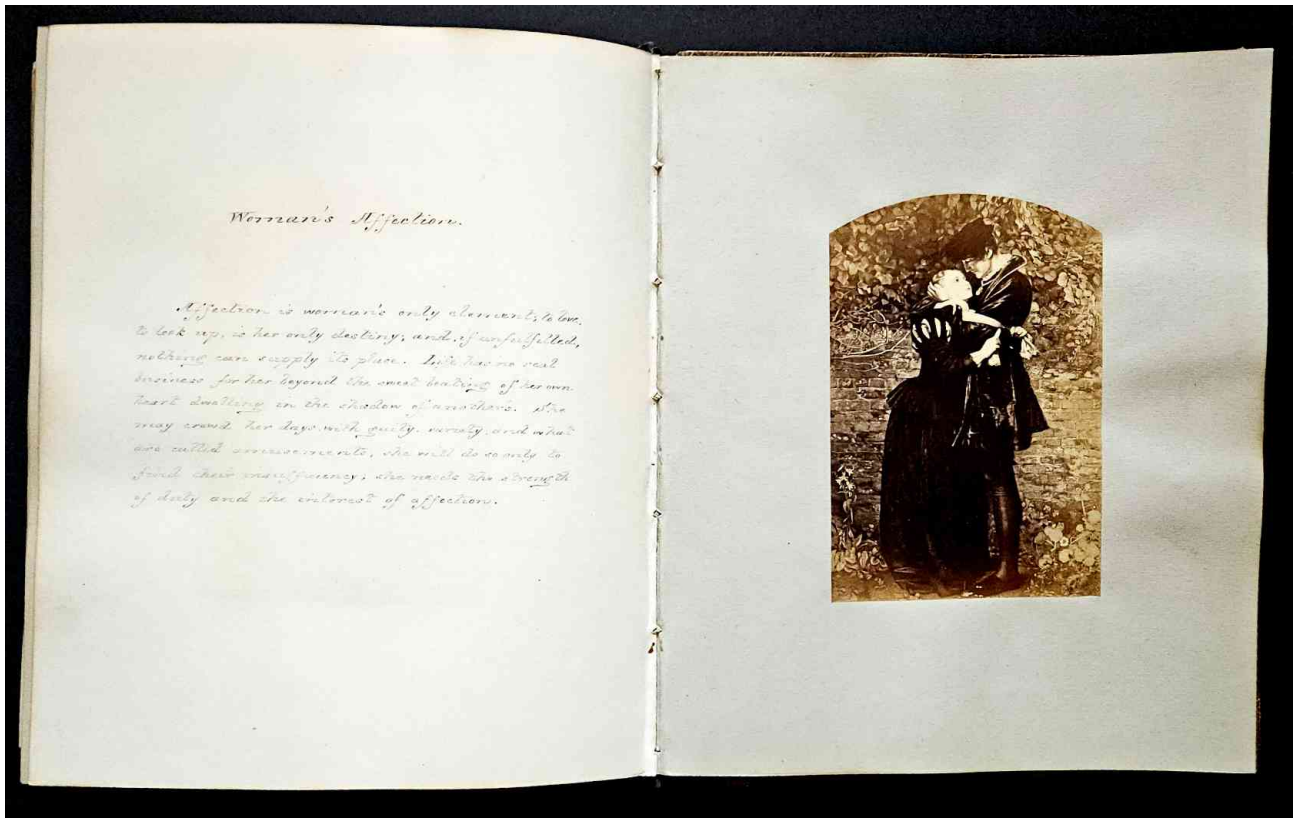 Woman's Affection.
Affection is woman's only element; to love,
to look up, is her only destiny; and if unfulfilled,
nothing can supply its place. Life has no real
business for her beyond the sweet beating of her own
heart dwelling in the shadow of another's. She
may crowd her days with gaity, variety, and what
are called amusements, she will do so only to
find their insufficiency; she needs the strength
of duty and the interest of affection.